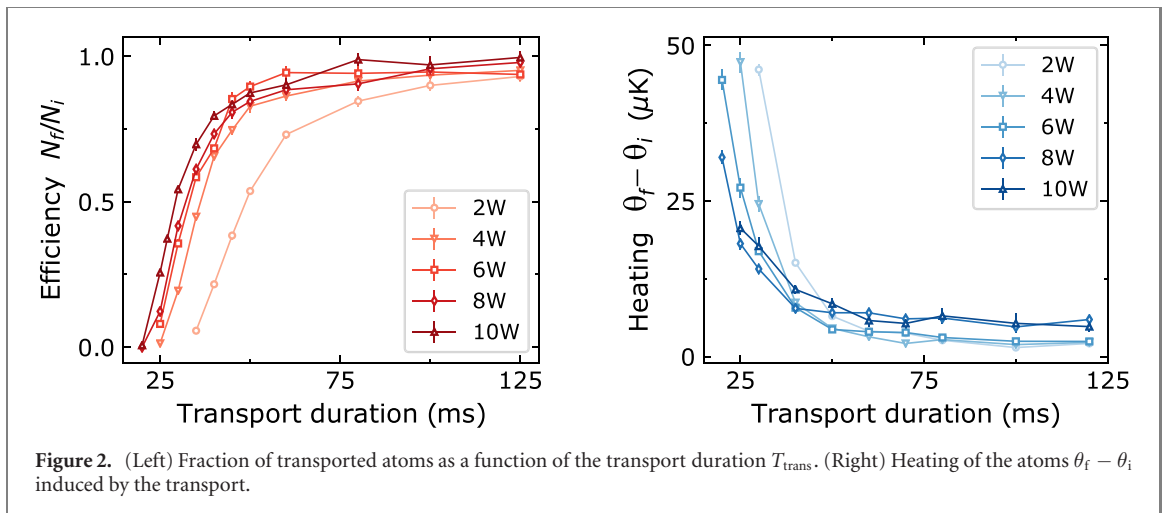 1.0
0.5
0.0
Efficiency N_f/N_i
2W
4W
6W
8W
10W
25
75
125
Transport duration (ms)
50
25
0
Heating θ_f − θ_i (μK)
2W
4W
6W
8W
10W
25
75
125
Transport duration (ms)
Figure 2. (Left) Fraction of transported atoms as a function of the transport duration T_trans. (Right) Heating of the atoms θ_f − θ_i
induced by the transport.